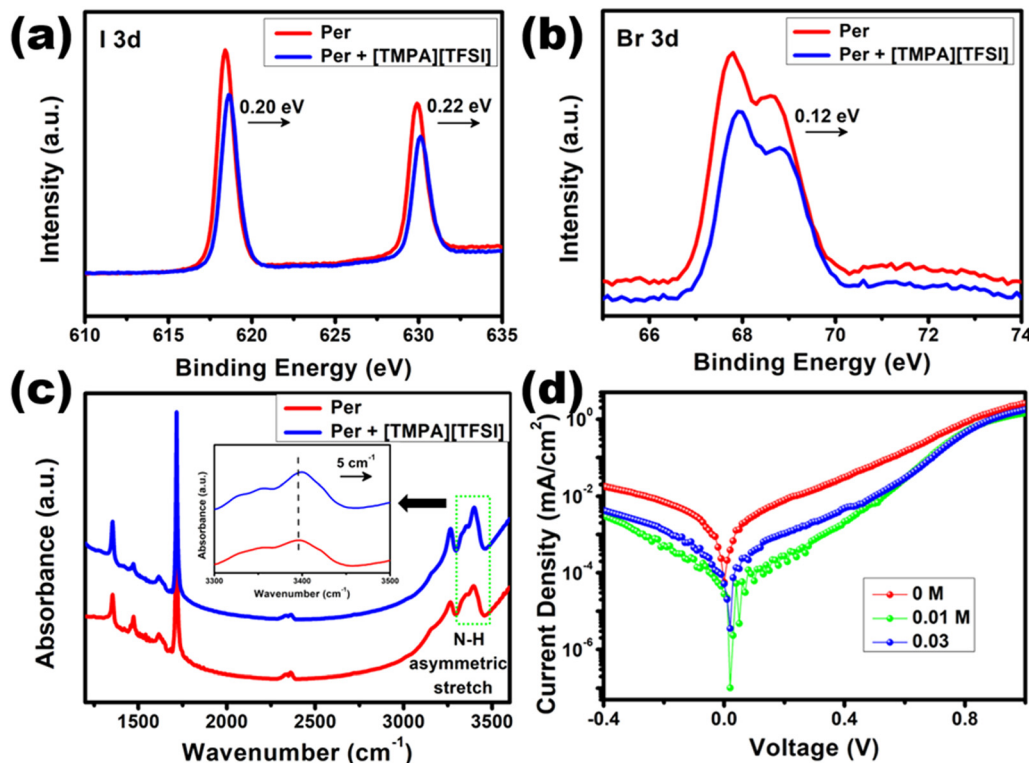 (a)
I 3d
Per
Per + [TMPA][TFSI]
0.20 eV
0.22 eV
Intensity (a.u.)
610 615 620 625 630 635
Binding Energy (eV)
(b)
Br 3d
Per
Per + [TMPA][TFSI]
0.12 eV
Intensity (a.u.)
66 68 70 72 74
Binding Energy (eV)
(c)
Per
Per + [TMPA][TFSI]
Absorbance (a.u.)
5 cm⁻¹
3300 3400 3500
Wavenumber (cm⁻¹)
N-H
asymmetric
stretch
Absorbance (a.u.)
1500 2000 2500 3000 3500
Wavenumber (cm⁻¹)
(d)
Current Density (mA/cm²)
10⁰
10⁻²
10⁻⁴
10⁻⁶
0 M
0.01 M
0.03
-0.4 0.0 0.4 0.8
Voltage (V)